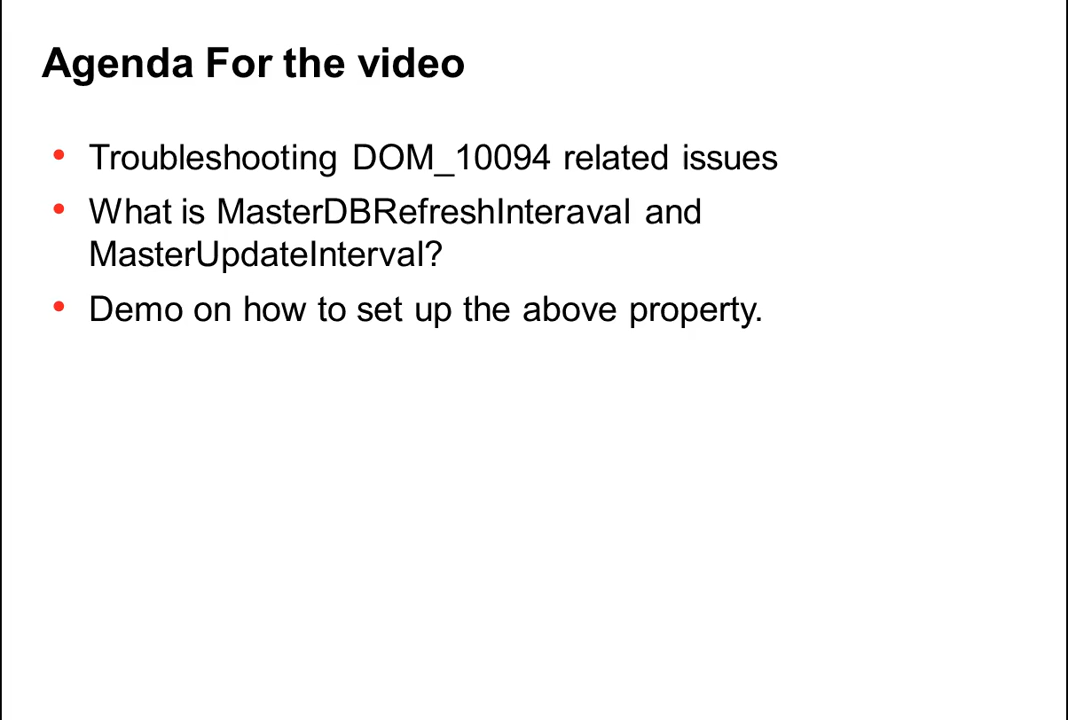 Agenda For the video
• Troubleshooting DOM_10094 related issues
• What is MasterDBRefreshInteraval and
MasterUpdateInterval?
• Demo on how to set up the above property.